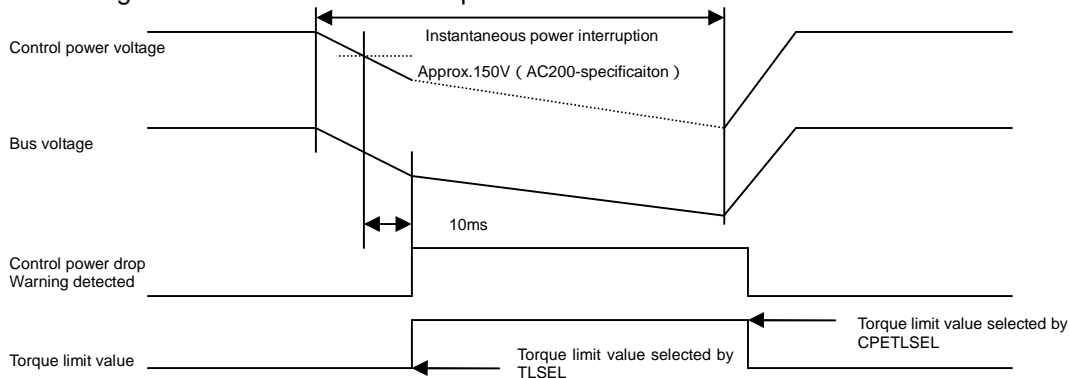 Instantaneous power interruption
Control power voltage
Approx.150V ( AC200-specificaiton )
Bus voltage
10ms
Control power drop
Warning detected
Torque limit value selected by
CPETLSEL
Torque limit value
Torque limit value selected by
TLSEL